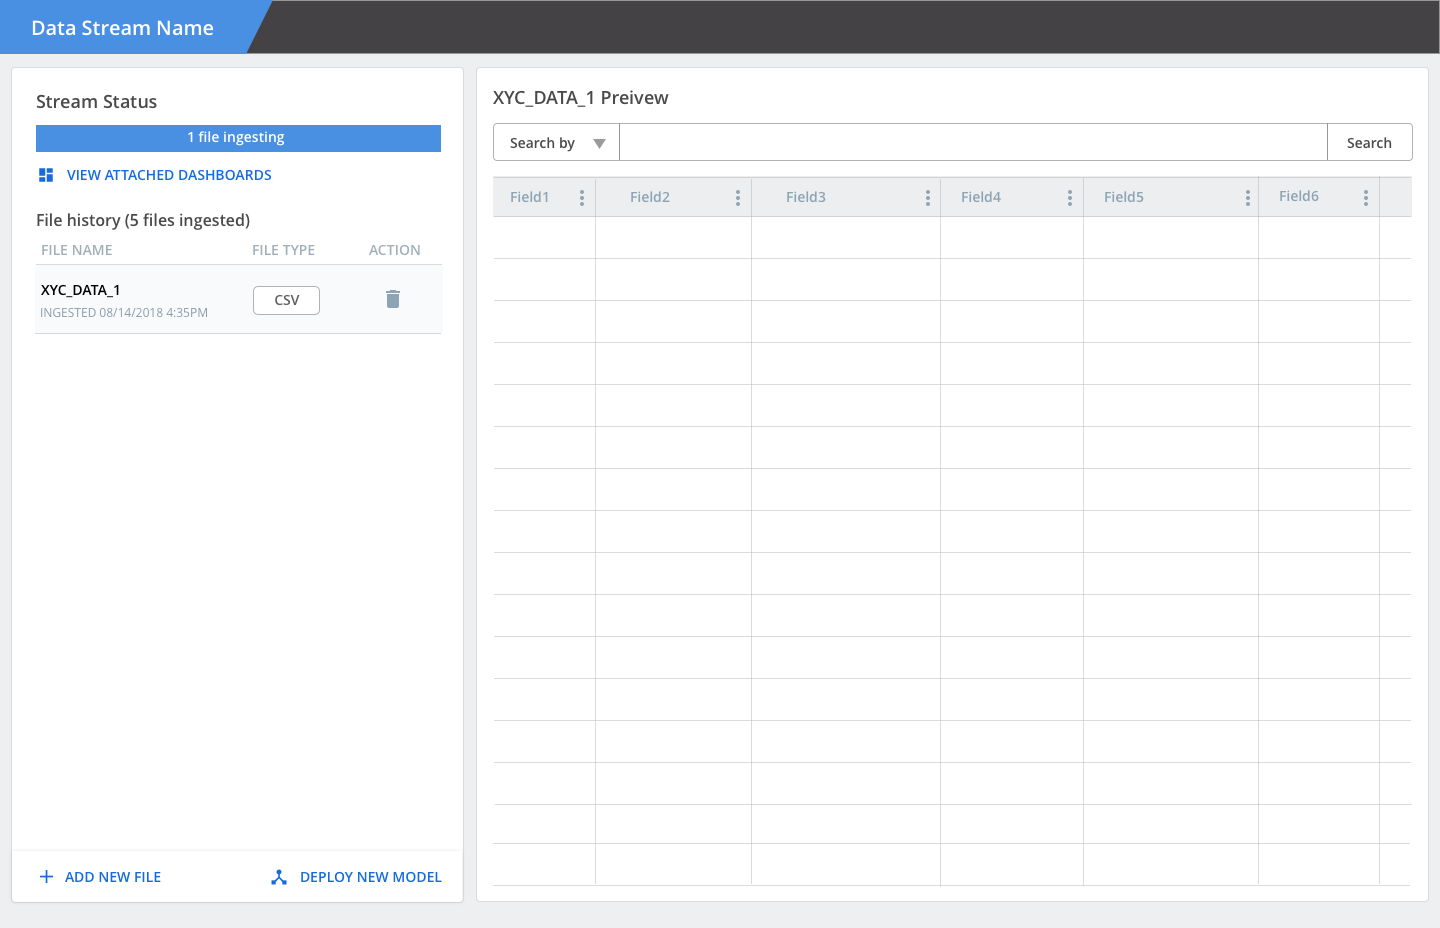 Data Stream Name
Stream Status
1 file ingesting
VIEW ATTACHED DASHBOARDS
File history (5 files ingested)
FILE NAME FILE TYPE ACTION
XYC_DATA_1
CSV
INGESTED 08/14/2018 4:35PM
ADD NEW FILE DEPLOY NEW MODEL
XYC_DATA_1 Preivew
Search by Search
Field1 Field2 Field3 Field4 Field5 Field6